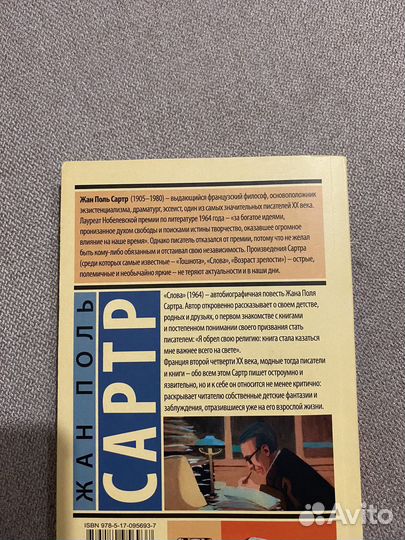 Жан Поль Сартр (1905–1980) – выдающийся французский философ, основоположник
экзистенциализма, драматург, эссеист, один из самых значительных писателей XX века.
Лауреат Нобелевской премии по литературе 1964 года – «за богатое идеями,
пронизанное духом свободы и поисками истины творчество, оказавшее огромное
влияние на наше время». Однако писатель отказался от премии, потому что не желал
быть кому-либо обязанным и отстаивал свою независимость. Произведения Сартра
(среди которых самые известные – «Тошнота», «Слова», «Возраст зрелости») – острые,
полемичные и необычайно яркие – не теряют актуальности и в наши дни.
ЖАН ПОЛЬ
САРТР
«Слова» (1964) – автобиографичная повесть Жана Поля
Сартра. Автор откровенно рассказывает о своем детстве,
родных и друзьях, о первом знакомстве с книгами
и постепенном понимании своего призвания стать
писателем: «Я обрел свою религию: книга стала казаться
мне важнее всего на свете».
Франция второй четверти XX века, модные тогда писатели
и книги – обо всем этом Сартр пишет остроумно и
язвительно, но и к себе он относится не менее критично:
раскрывает читателю собственные детские фантазии и
заблуждения, отразившиеся уже на его взрослой жизни.
ISBN 978-5-17-095693-7
Avito